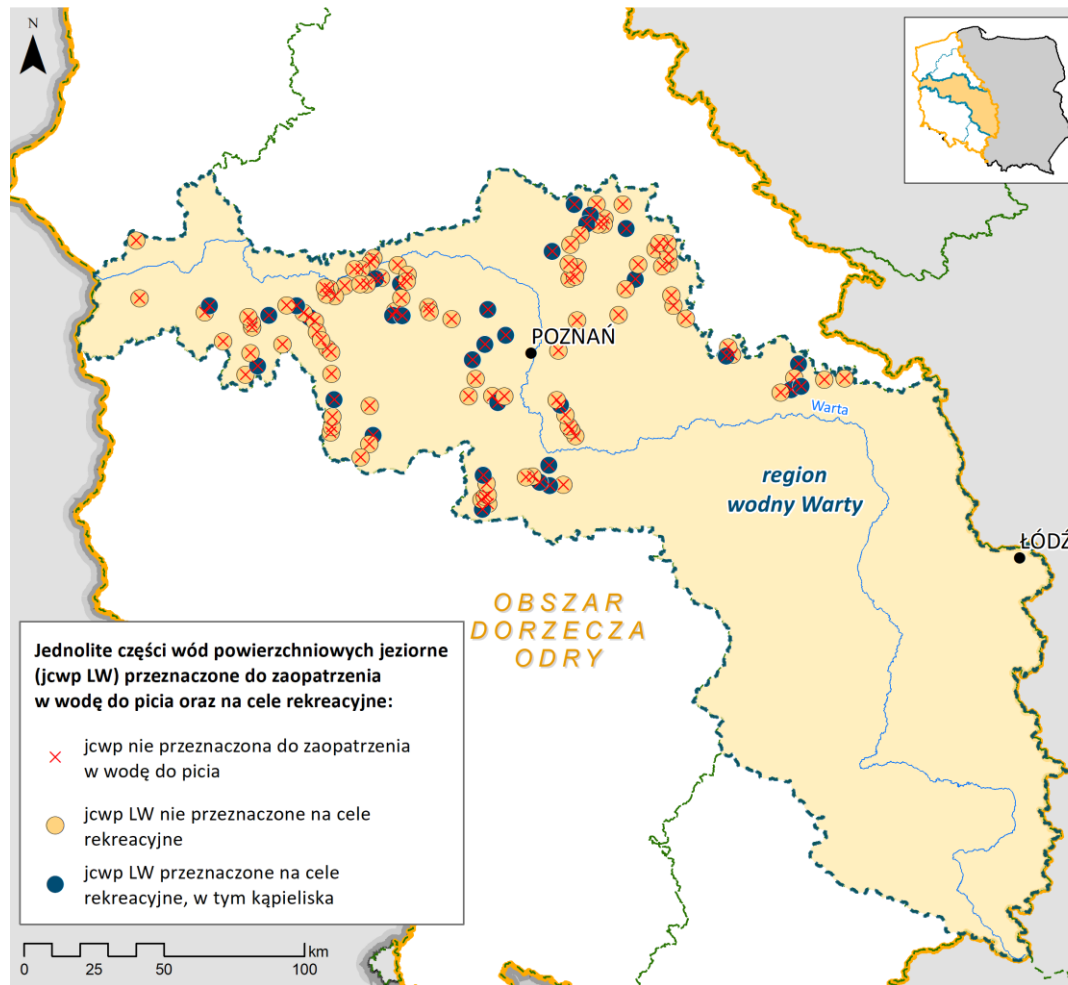 N
POZNAŃ
Warta
region
wodny Warty
ŁÓDŹ
OBSZAR
DORZECZA
ODRY
Jednolite części wód powierzchniowych jeziorne
(jcwp LW) przeznaczone do zaopatrzenia
w wodę do picia oraz na cele rekreacyjne:
jcwp nie przeznaczona do zaopatrzenia
w wodę do picia
jcwp LW nie przeznaczone na cele
rekreacyjne
jcwp LW przeznaczone na cele
rekreacyjne, w tym kąpieliska
km
0 25 50 100